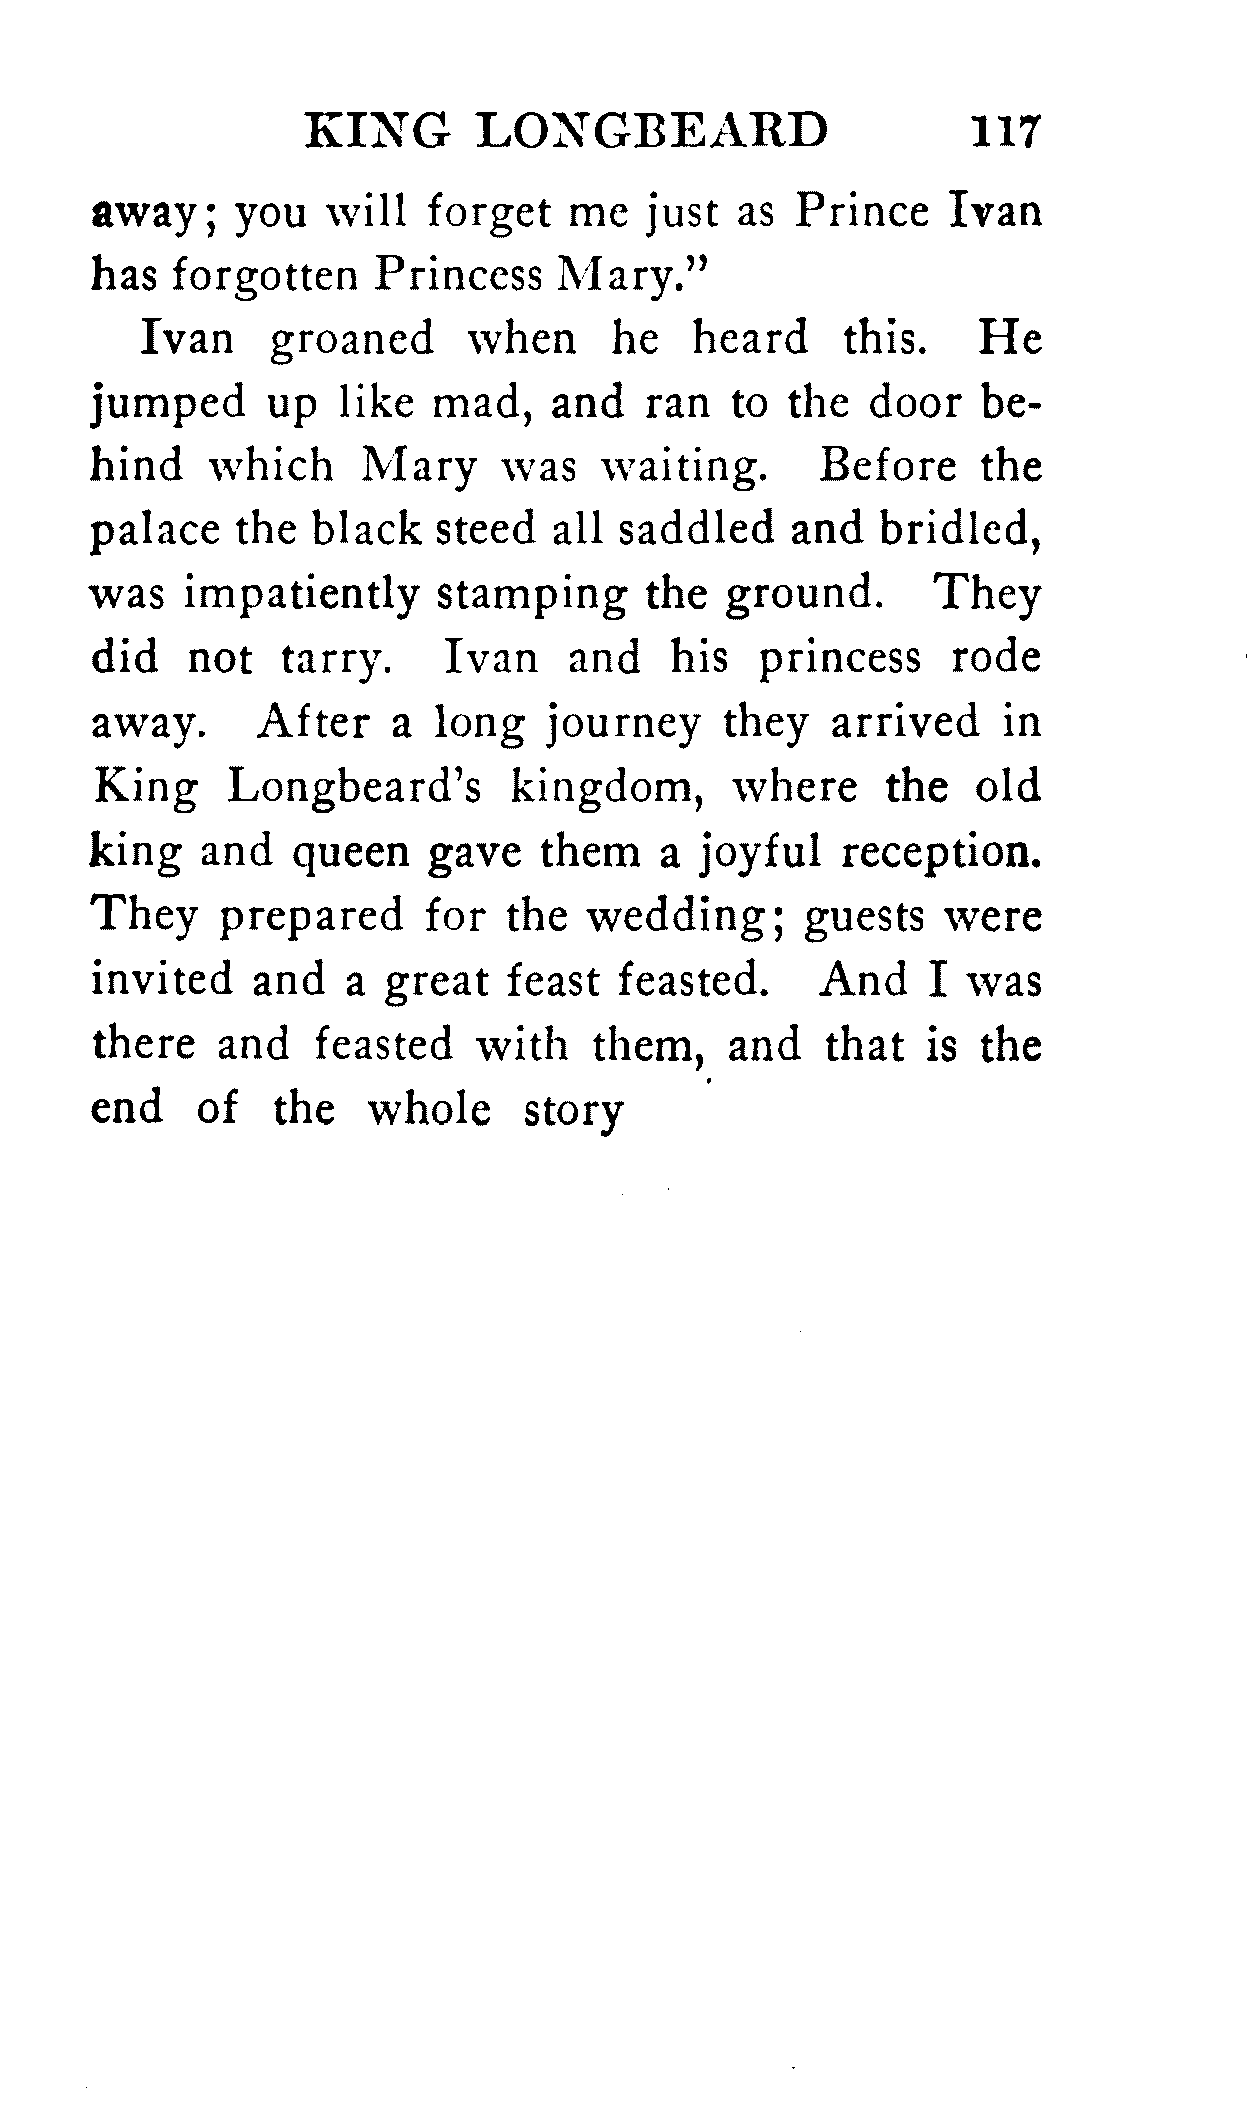 KING LONGBEARD 117
away; you will forget me just as Prince Ivan
has forgotten Princess Mary."
Ivan groaned when he heard this. He
jumped up like mad, and ran to the door be-
hind which Mary was waiting. Before the
palace the black steed all saddled and bridled,
was impatiently stamping the ground. They
did not tarry. Ivan and his princess rode
away. After a long journey they arrived in
King Longbeard's kingdom, where the old
king and queen gave them a joyful reception.
They prepared for the wedding; guests were
invited and a great feast feasted. And I was
there and feasted with them, and that is the
end of the whole story